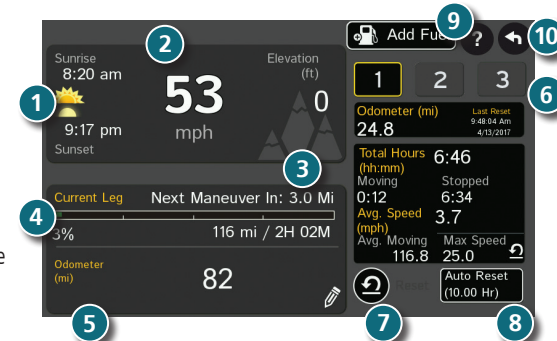 9
10
2
Add Fue
?
Sunrise
8:20 am
Elevation
(ft)
53
mph
0
1
9:17 pm
Sunset
1 2 3
6
Odometer (mi)
24.8
Last Reset
9:48:04 Am
4/13/2017
3
Total Hours
(hh:mm)
6:46
Moving Stopped
0:12 6:34
Avg. Speed
(mph)
3.7
Avg. Moving Max Speed
116.8 25.0
Current Leg Next Maneuver In: 3.0 Mi
4
3% 116 mi / 2H 02M
e
Odometer
(mi)
82
Reset
Auto Reset
(10.00 Hr)
5
7
8